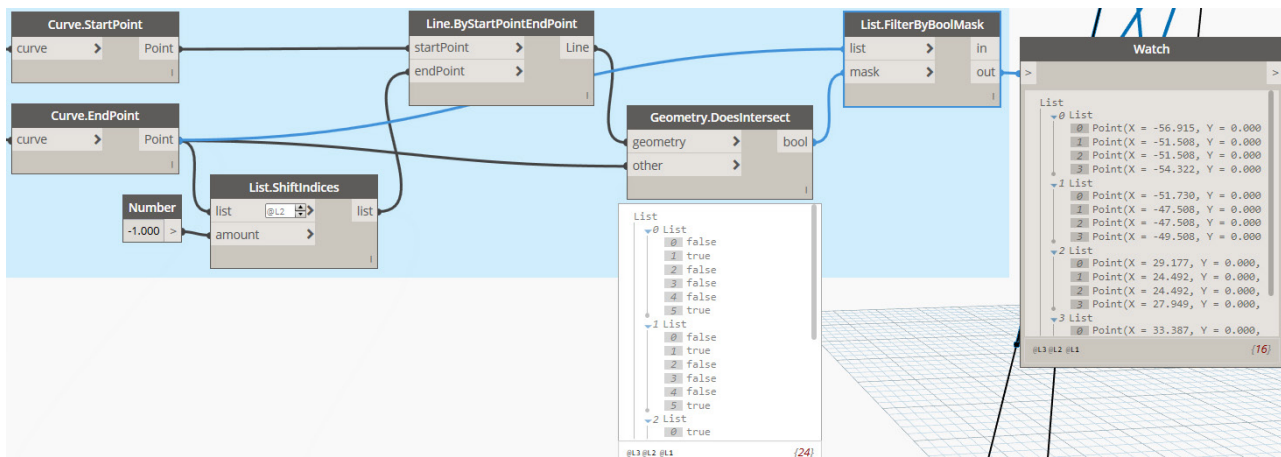 Curve.StartPoint
curve > Point
l
Curve.EndPoint
curve > Point
l
Number
-1.000 >
List.ShiftIndices
list @L2 > list
amount >
l
Line.ByStartPointEndPoint
startPoint > Line
endPoint >
l
Geometry.DoesIntersect
geometry > bool
other >
l
List
0 List
0 false
1 true
2 false
3 false
4 false
5 true
1 List
0 false
1 true
2 false
3 false
4 false
5 true
2 List
0 true
@L3 @L2 @L1 {24}
List.FilterByBoolMask
list > in
mask > out
l
Watch
> >
List
0 List
0 Point(X = -56.915, Y = 0.000
1 Point(X = -51.508, Y = 0.000
2 Point(X = -51.508, Y = 0.000
3 Point(X = -54.322, Y = 0.000
1 List
0 Point(X = -51.730, Y = 0.000
1 Point(X = -47.508, Y = 0.000
2 Point(X = -47.508, Y = 0.000
3 Point(X = -49.508, Y = 0.000
2 List
0 Point(X = 29.177, Y = 0.000,
1 Point(X = 24.492, Y = 0.000,
2 Point(X = 24.492, Y = 0.000,
3 Point(X = 27.949, Y = 0.000,
3 List
0 Point(X = 33.387, Y = 0.000,
@L3 @L2 @L1 {16}